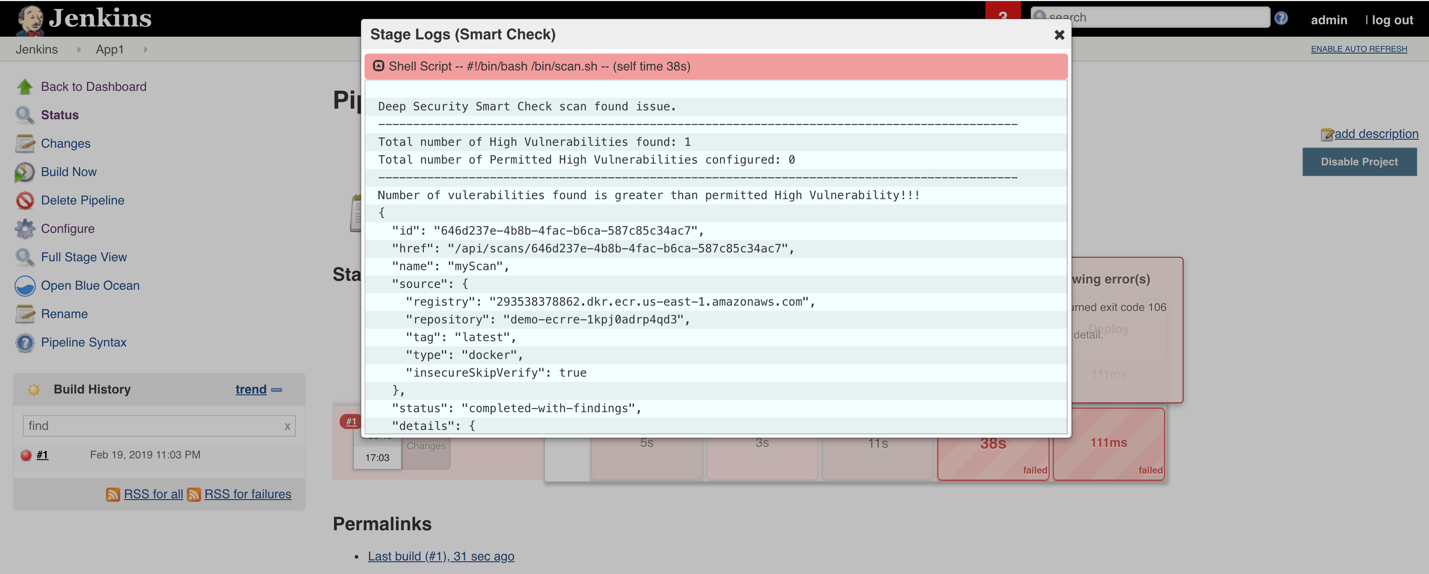 Jenkins
3
search
admin
| log out
Jenkins
App1
ENABLE AUTO REFRESH
Back to Dashboard
Status
Changes
Build Now
Delete Pipeline
Configure
Full Stage View
Open Blue Ocean
Rename
Pipeline Syntax
Build History
trend
find
x
#1
Feb 19, 2019 11:03 PM
RSS for all
RSS for failures
add description
Disable Project
Stage Logs (Smart Check)
Shell Script -- #!/bin/bash /bin/scan.sh -- (self time 38s)
Deep Security Smart Check scan found issue.
--------------------------------------------------------------------------------------------
Total number of High Vulnerabilities found: 1
Total number of Permitted High Vulnerabilities configured: 0
--------------------------------------------------------------------------------------------
Number of vulerabilities found is greater than permitted High Vulnerability!!!
{
"id": "646d237e-4b8b-4fac-b6ca-587c85c34ac7",
"href": "/api/scans/646d237e-4b8b-4fac-b6ca-587c85c34ac7",
"name": "myScan",
"source": {
"registry": "293538378862.dkr.ecr.us-east-1.amazonaws.com",
"repository": "demo-ecrre-1kpj0adrp4qd3",
"tag": "latest",
"type": "docker",
"insecureSkipVerify": true
},
"status": "completed-with-findings",
"details": {
wing error(s)
urned exit code 106
Deploy
detail.
111ms
#1
17:03
Changes
5s
3s
11s
38s
failed
111ms
failed
Permalinks
Last build (#1), 31 sec ago